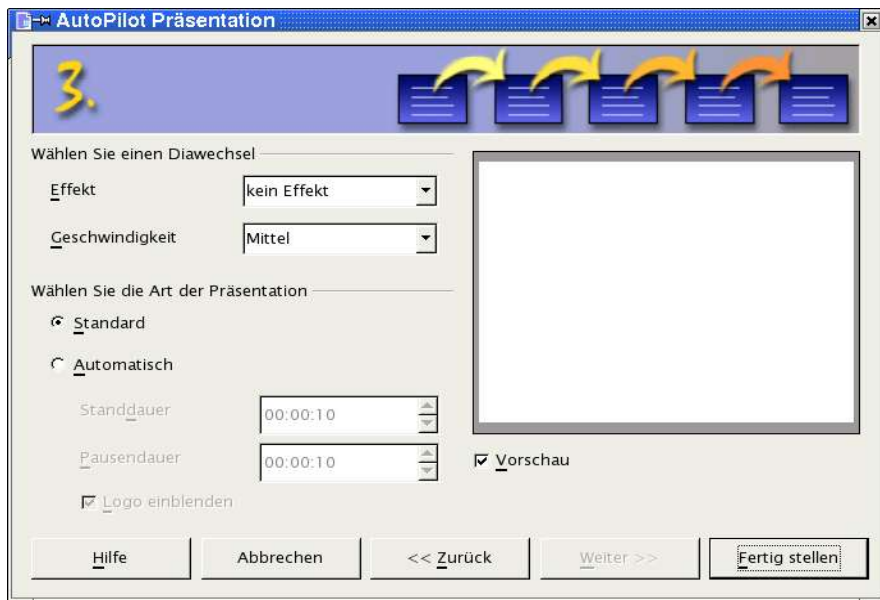 AutoPilot Präsentation
3.
Wählen Sie einen Diawechsel
Effekt
kein Effekt
Geschwindigkeit
Mittel
Wählen Sie die Art der Präsentation
Standard
Automatisch
Standdauer
00:00:10
Pausendauer
00:00:10
Vorschau
Logo einblenden
Hilfe
Abbrechen
<< Zurück
Weiter >>
Fertig stellen